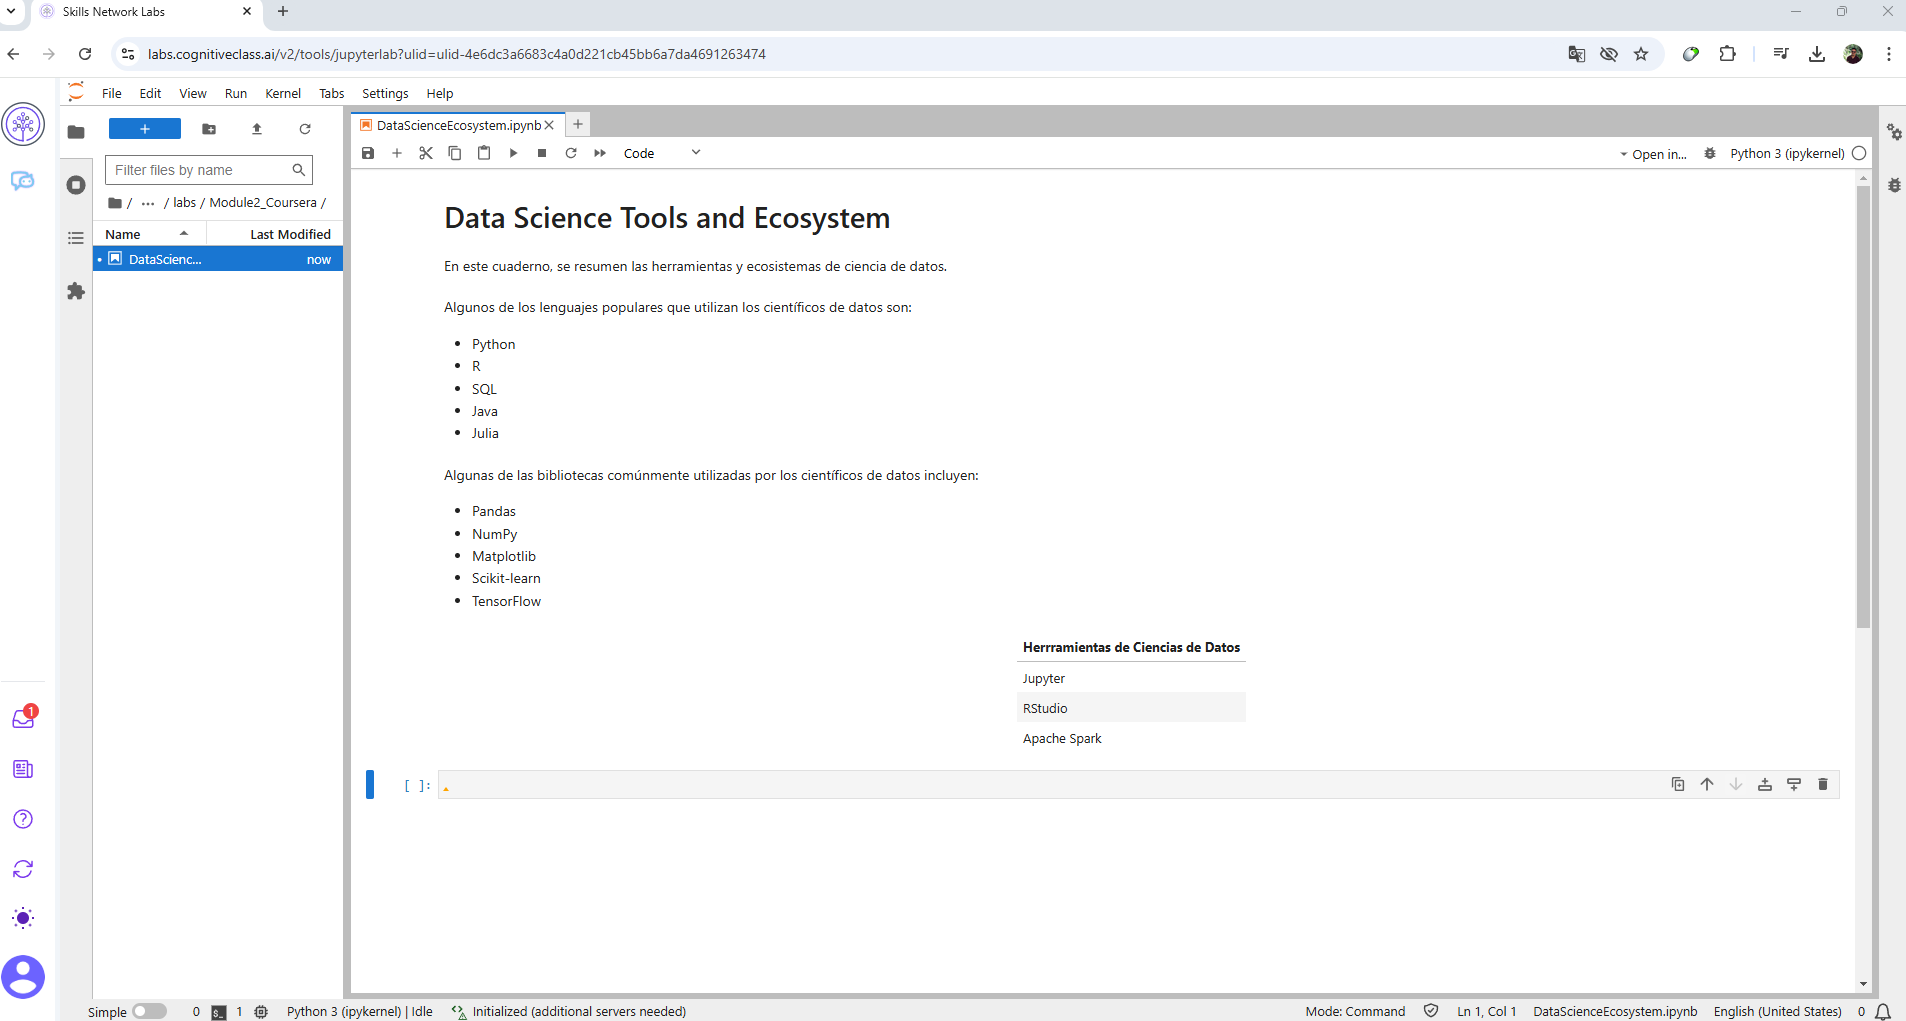 Skills Network Labs
labs.cognitiveclass.ai/v2/tools/jupyterlab?ulid=ulid-4e6dc3a6683c4a0d221cb45bb6a7da4691263474
File Edit View Run Kernel Tabs Settings Help
DataScienceEcosystem.ipynb
Code
Open in...
Python 3 (ipykernel)
Filter files by name
/ ... / labs / Module2_Coursera /
Name Last Modified
DataScienc... now
Data Science Tools and Ecosystem
En este cuaderno, se resumen las herramientas y ecosistemas de ciencia de datos.
Algunos de los lenguajes populares que utilizan los científicos de datos son:
• Python
• R
• SQL
• Java
• Julia
Algunas de las bibliotecas comúnmente utilizadas por los científicos de datos incluyen:
• Pandas
• NumPy
• Matplotlib
• Scikit-learn
• TensorFlow
Herrramientas de Ciencias de Datos
Jupyter
RStudio
Apache Spark
[ ]:
1
Simple 0 $_ 1 Python 3 (ipykernel) | Idle Initialized (additional servers needed) Mode: Command Ln 1, Col 1 DataScienceEcosystem.ipynb English (United States) 0